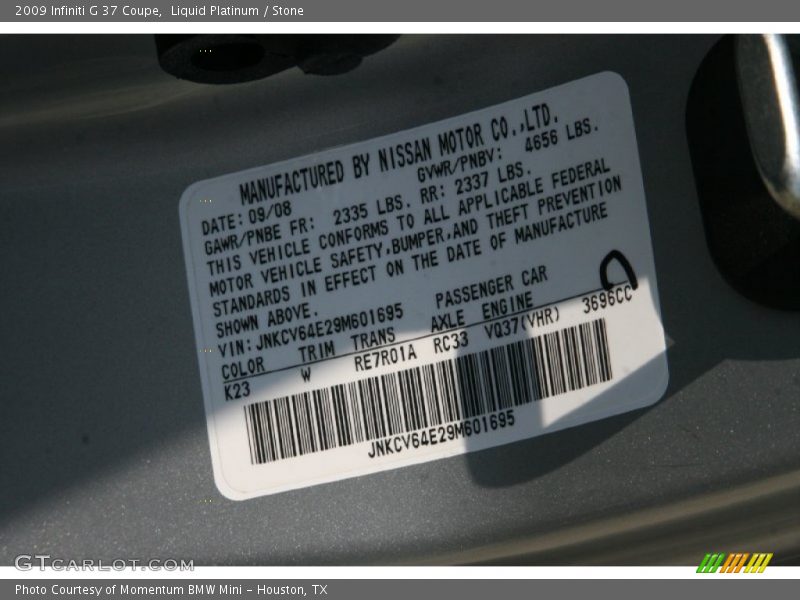 2009 Infiniti G 37 Coupe,  Liquid Platinum / Stone
MANUFACTURED BY NISSAN MOTOR CO.,LTD.
DATE: 09/08 GVWR/PNBV: 4656 LBS.
GAWR/PNBE FR: 2335 LBS. RR: 2337 LBS.
THIS VEHICLE CONFORMS TO ALL APPLICABLE FEDERAL
MOTOR VEHICLE SAFETY,BUMPER,AND THEFT PREVENTION
STANDARDS IN EFFECT ON THE DATE OF MANUFACTURE
SHOWN ABOVE.
VIN: JNKCV64E29M601695 PASSENGER CAR
COLOR TRIM TRANS AXLE ENGINE
K23 W RE7R01A RC33 VQ37(VHR) 3696CC
JNKCV64E29M601695
GTCARLOT.COM
Photo Courtesy of Momentum BMW Mini - Houston, TX